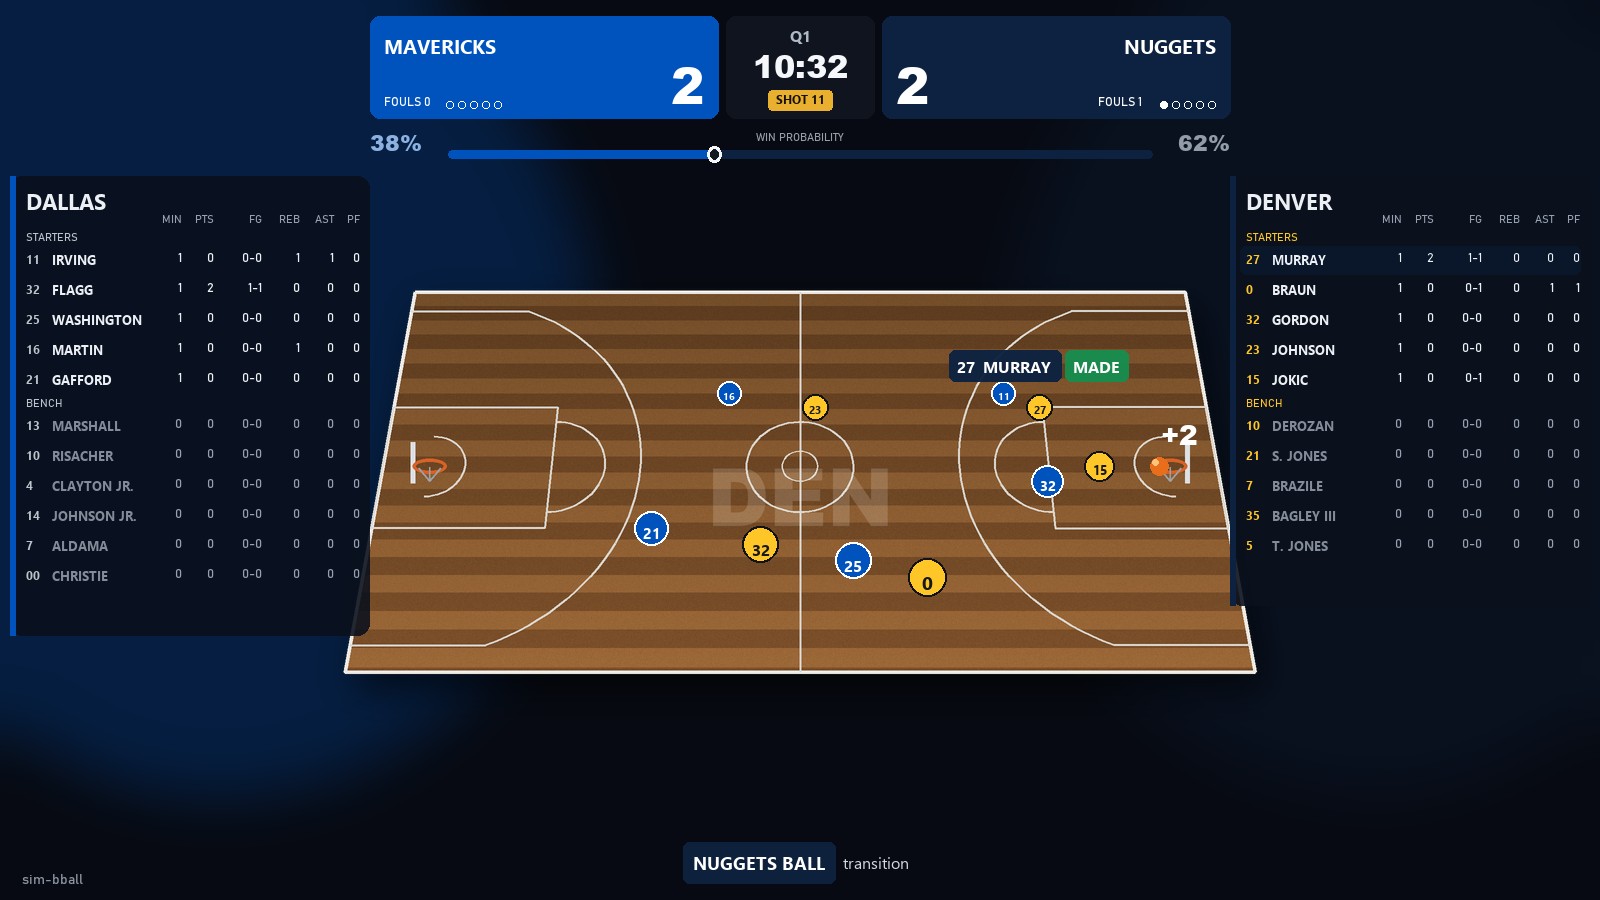 MAVERICKS
2
FOULS 0
Q1
10:32
SHOT 11
NUGGETS
2
FOULS 1
38%
WIN PROBABILITY
62%
DALLAS
MIN PTS FG REB AST PF
STARTERS
11 IRVING 1 0 0-0 1 1 0
32 FLAGG 1 2 1-1 0 0 0
25 WASHINGTON 1 0 0-0 0 0 0
16 MARTIN 1 0 0-0 1 0 0
21 GAFFORD 1 0 0-0 0 0 0
BENCH
13 MARSHALL 0 0 0-0 0 0 0
10 RISACHER 0 0 0-0 0 0 0
4 CLAYTON JR. 0 0 0-0 0 0 0
14 JOHNSON JR. 0 0 0-0 0 0 0
7 ALDAMA 0 0 0-0 0 0 0
00 CHRISTIE 0 0 0-0 0 0 0
DENVER
MIN PTS FG REB AST PF
STARTERS
27 MURRAY 1 2 1-1 0 0 0
0 BRAUN 1 0 0-1 0 1 1
32 GORDON 1 0 0-0 0 0 0
23 JOHNSON 1 0 0-0 0 0 0
15 JOKIC 1 0 0-1 0 0 0
BENCH
10 DEROZAN 0 0 0-0 0 0 0
21 S. JONES 0 0 0-0 0 0 0
7 BRAZILE 0 0 0-0 0 0 0
35 BAGLEY III 0 0 0-0 0 0 0
5 T. JONES 0 0 0-0 0 0 0
27 MURRAY MADE
16
11
23
27
+2
15
32
DEN
21
32
25
0
NUGGETS BALL transition
sim-bball